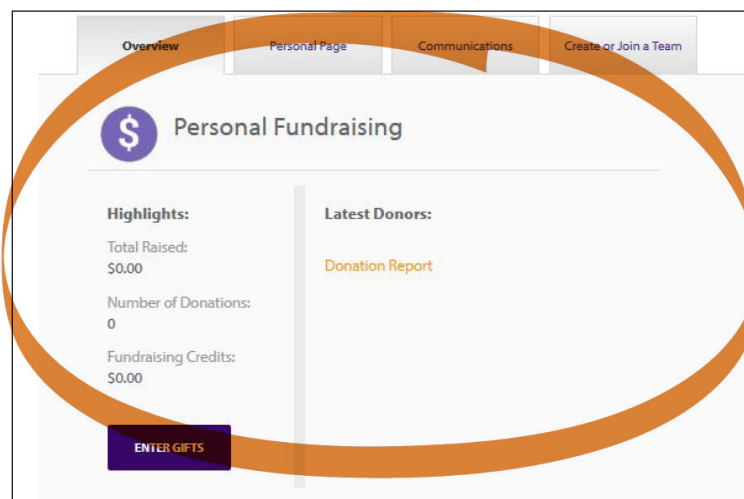 Overview Personal Page Communications Create or Join a Team
$ Personal Fundraising
Highlights:
Total Raised:
$0.00
Number of Donations:
0
Fundraising Credits:
$0.00
ENTER GIFTS
Latest Donors:
Donation Report